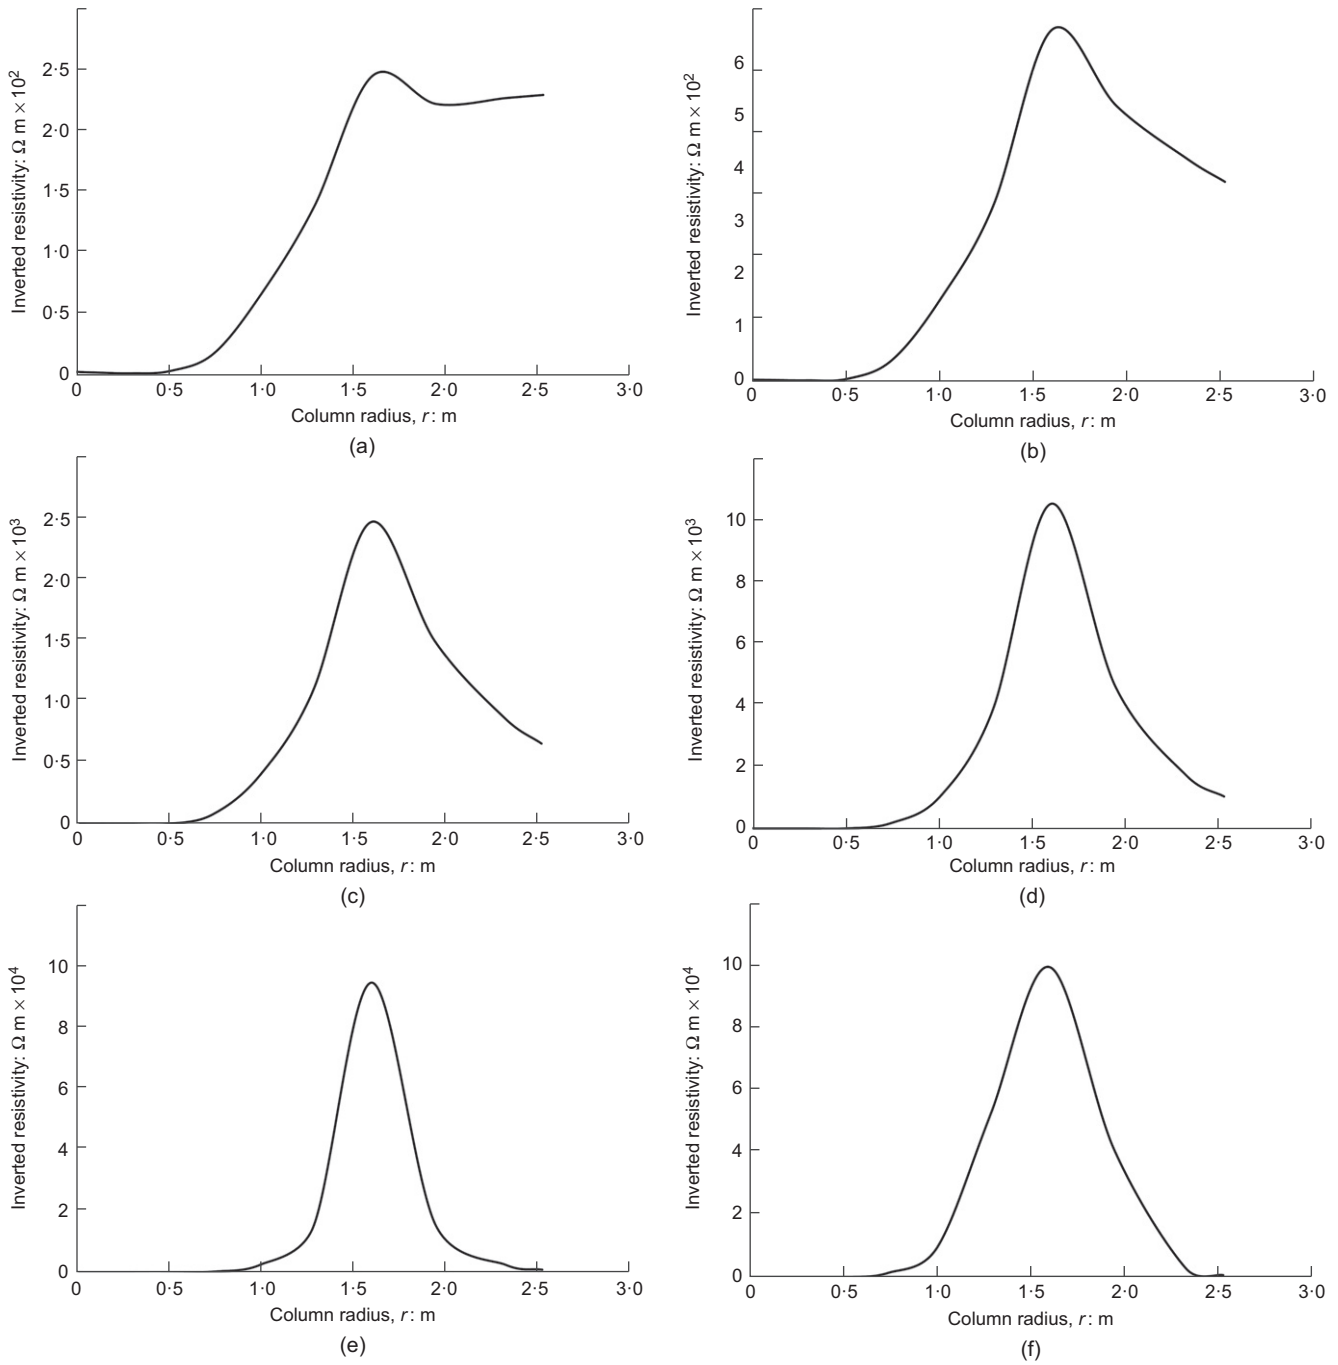 Inverted resistivity: Ω m × 10²
2·5
2·0
1·5
1·0
0·5
0
0 0·5 1·0 1·5 2·0 2·5 3·0
Column radius, r: m
(a)
Inverted resistivity: Ω m × 10²
6
5
4
3
2
1
0
0 0·5 1·0 1·5 2·0 2·5 3·0
Column radius, r: m
(b)
Inverted resistivity: Ω m × 10³
2·5
2·0
1·5
1·0
0·5
0
0 0·5 1·0 1·5 2·0 2·5 3·0
Column radius, r: m
(c)
Inverted resistivity: Ω m × 10³
10
8
6
4
2
0
0 0·5 1·0 1·5 2·0 2·5 3·0
Column radius, r: m
(d)
Inverted resistivity: Ω m × 10⁴
10
8
6
4
2
0
0 0·5 1·0 1·5 2·0 2·5 3·0
Column radius, r: m
(e)
Inverted resistivity: Ω m × 10⁴
10
8
6
4
2
0
0 0·5 1·0 1·5 2·0 2·5 3·0
Column radius, r: m
(f)